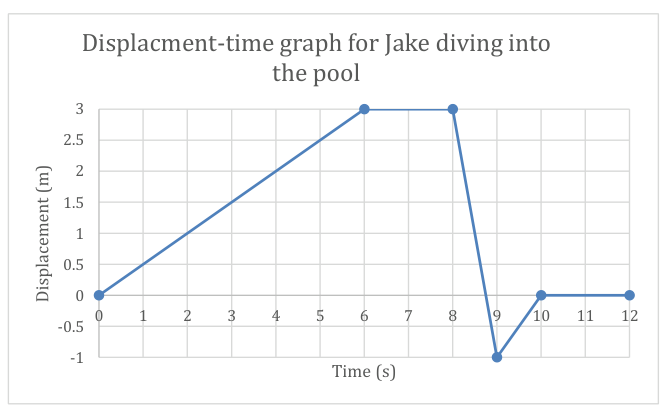 Displacment-time graph for Jake diving into
the pool
3
2.5
2
1.5
1
0.5
0
-0.5
-1
Displacement (m)
0 1 2 3 4 5 6 7 8 9 10 11 12
Time (s)